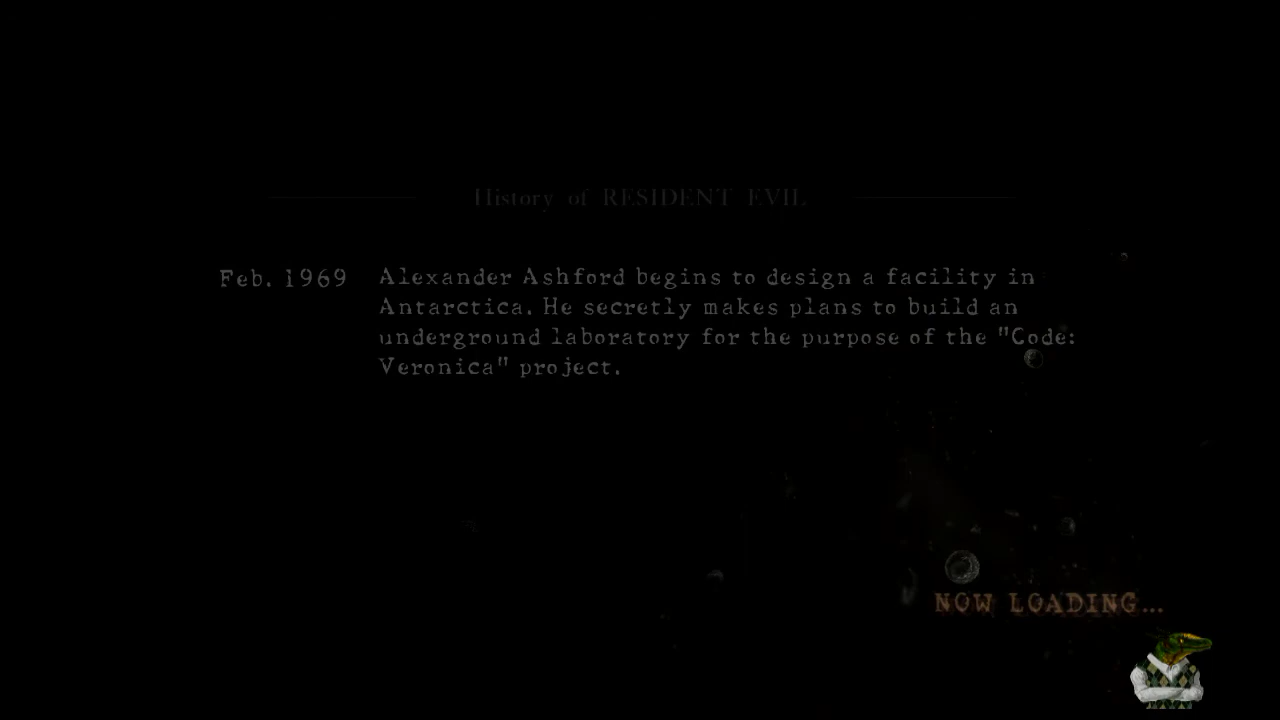 History of RESIDENT EVIL
Feb. 1969 Alexander Ashford begins to design a facility in
Antarctica. He secretly makes plans to build an
underground laboratory for the purpose of the "Code:
Veronica" project.
NOW LOADING...